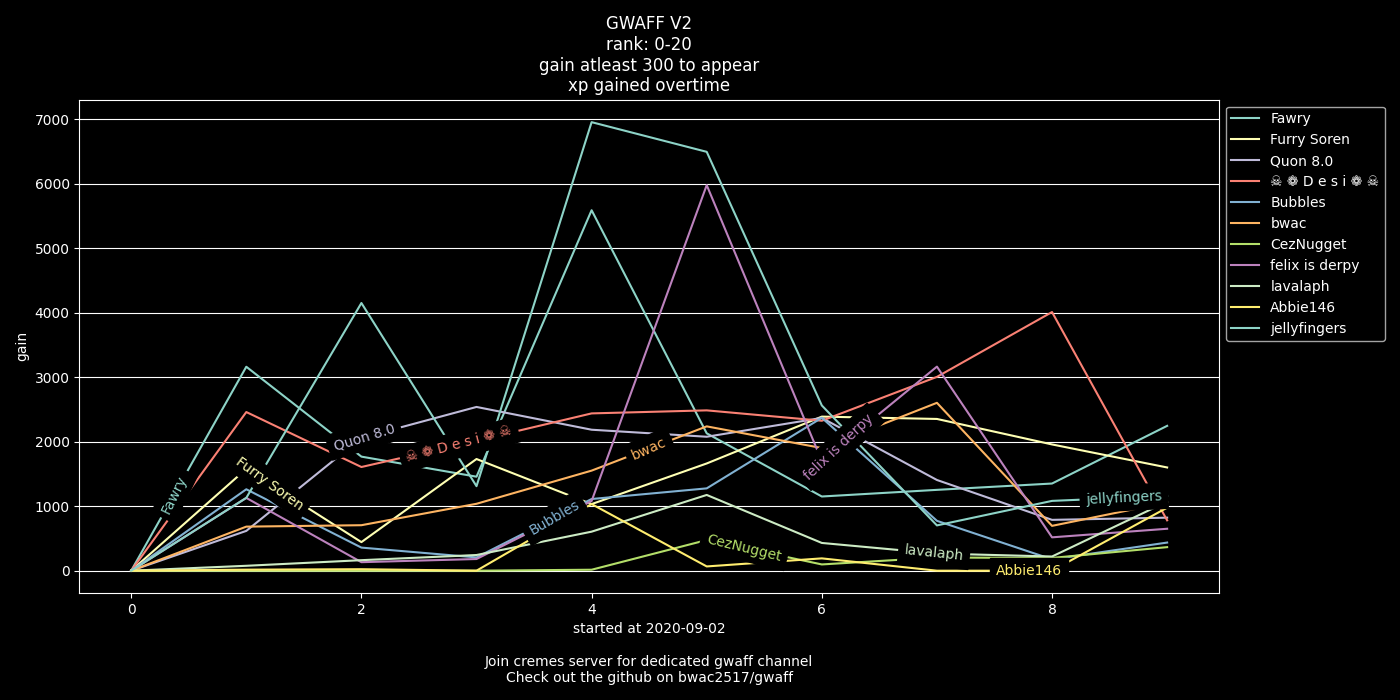 GWAFF V2
rank: 0-20
gain atleast 300 to appear
xp gained overtime
7000
6000
5000
4000
3000
2000
1000
0
gain
Fawry
Furry Soren
Quon 8.0
☠ ❁ D e s i ❁ ☠
Bubbles
bwac
CezNugget
felix is derpy
lavalaph
Abbie146
jellyfingers
Fawry
Furry Soren
Quon 8.0
☠ ❁ D e s i ❁ ☠
Bubbles
bwac
CezNugget
felix is derpy
lavalaph
Abbie146
jellyfingers
0 2 4 6 8
started at 2020-09-02
Join cremes server for dedicated gwaff channel
Check out the github on bwac2517/gwaff